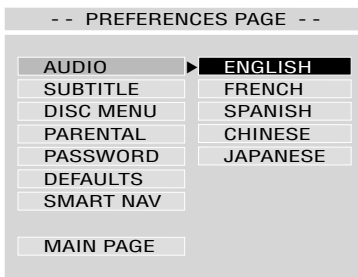 - - PREFERENCES PAGE - -
AUDIO ENGLISH
SUBTITLE FRENCH
DISC MENU SPANISH
PARENTAL CHINESE
PASSWORD JAPANESE
DEFAULTS
SMART NAV
MAIN PAGE